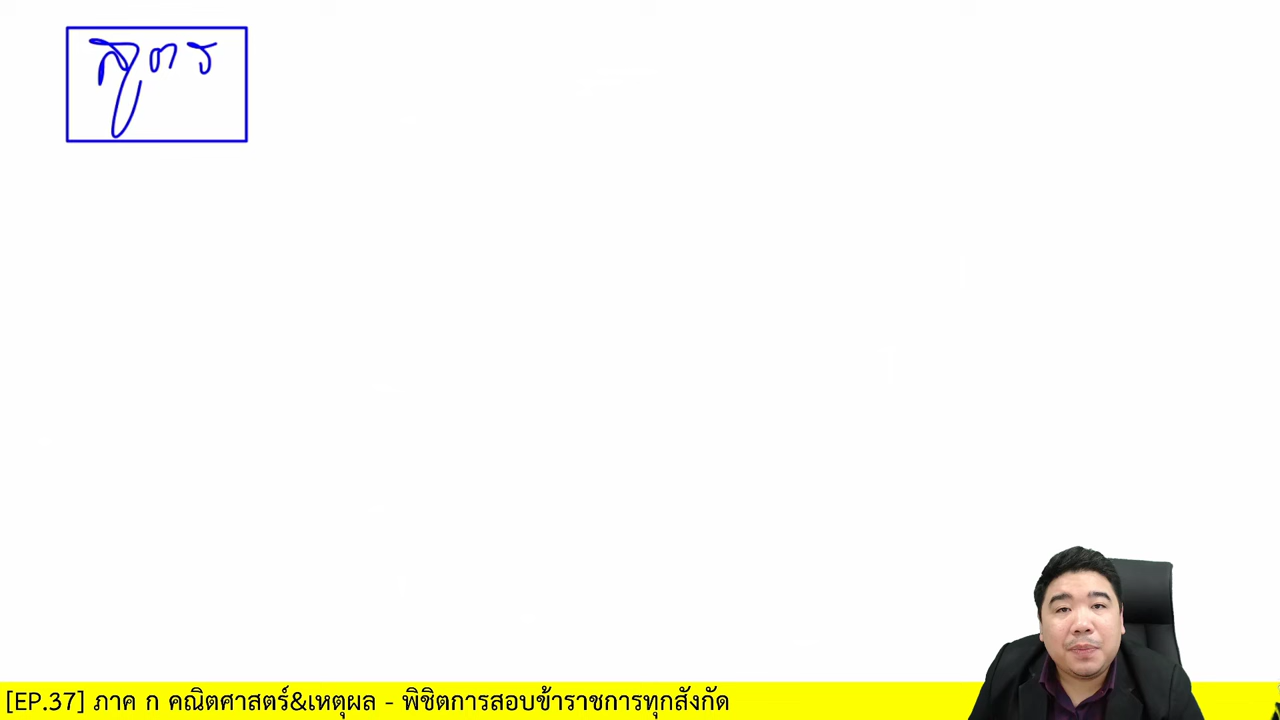 สูตร
[EP.37] ภาค ก คณิตศาสตร์&เหตุผล - พิชิตการสอบข้าราชการทุกสังกัด